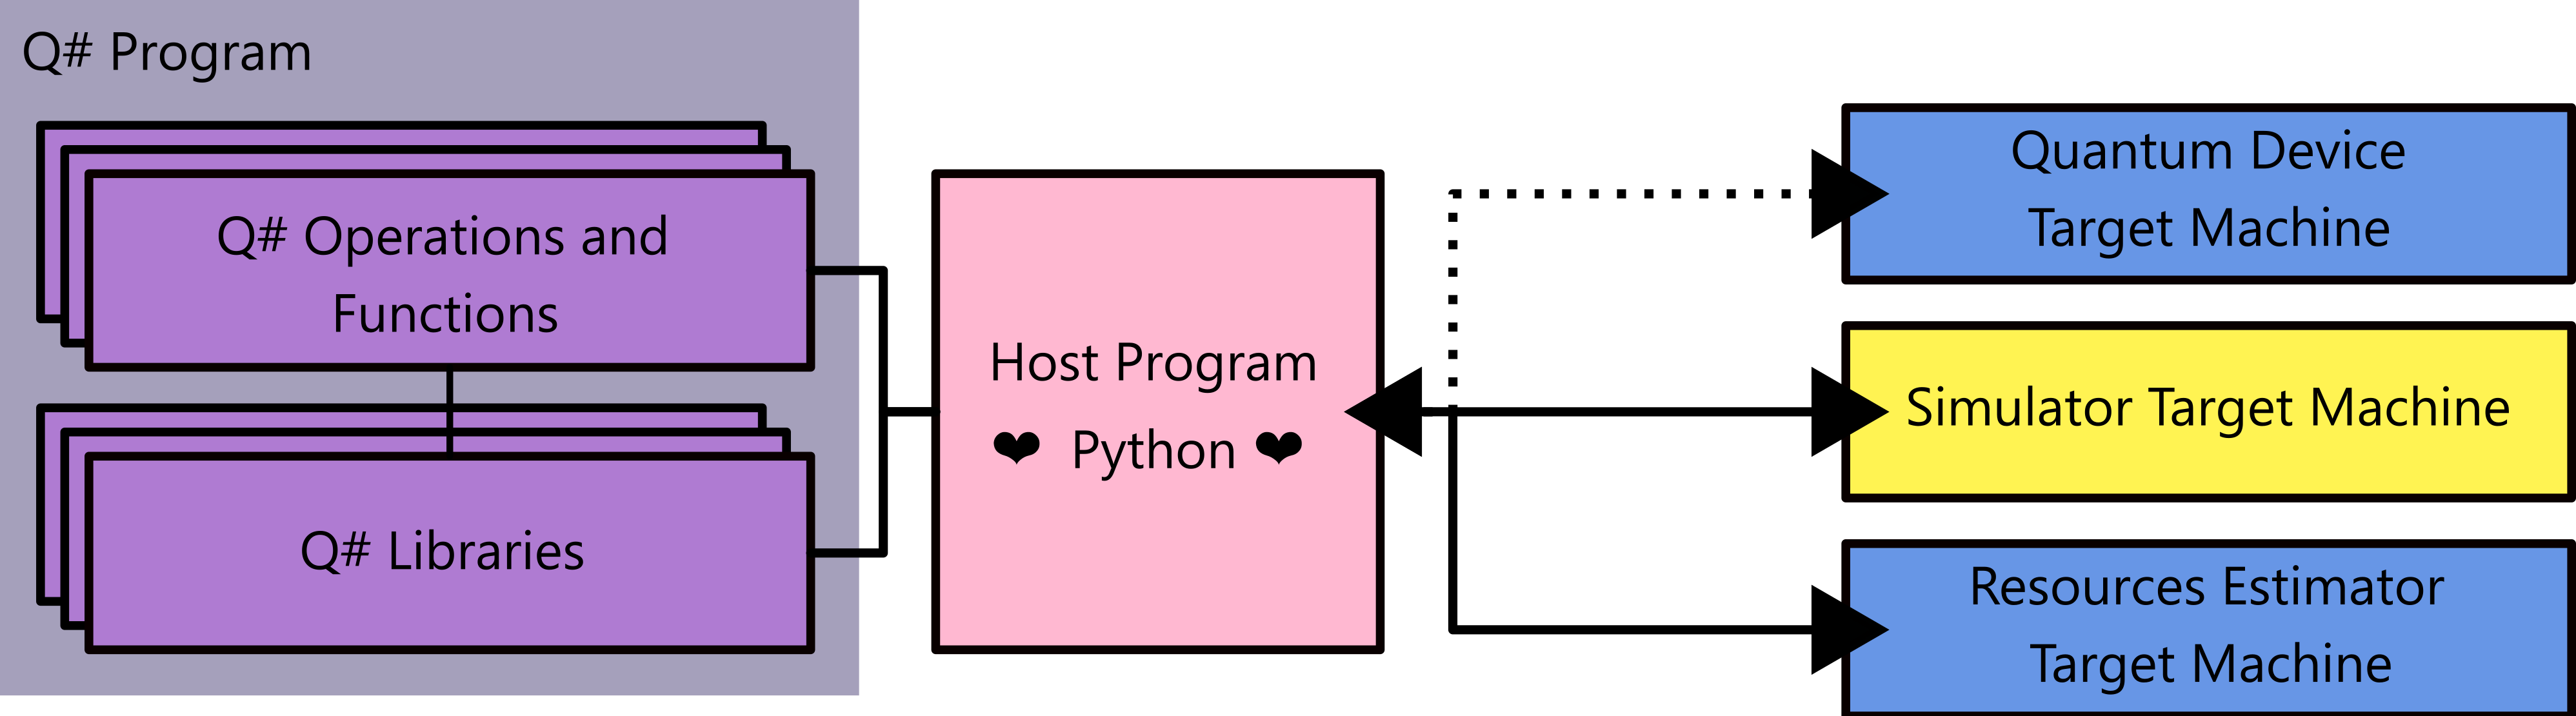 Q# Program
Q# Operations and
Functions
Q# Libraries
Host Program
❤ Python ❤
Quantum Device
Target Machine
Simulator Target Machine
Resources Estimator
Target Machine